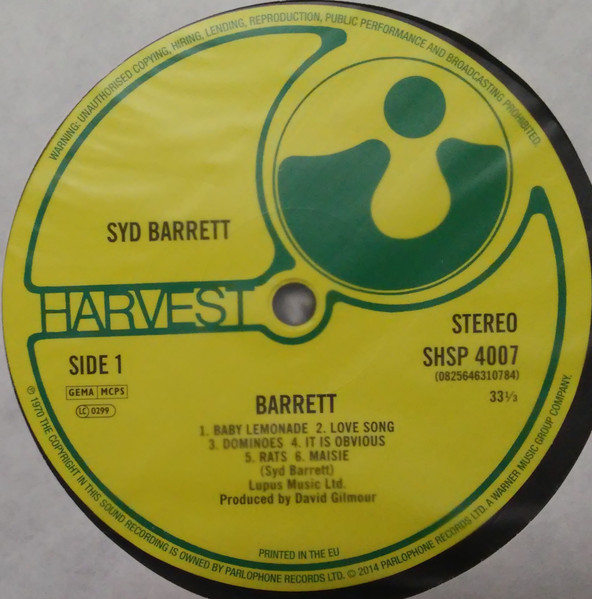 WARNING: UNAUTHORISED COPYING, HIRING, LENDING, REPRODUCTION, PUBLIC PERFORMANCE AND BROADCASTING PROHIBITED.
SYD BARRETT
HARVEST
STEREO
SIDE 1
SHSP 4007
(0825646310784)
GEMA MCPS
33⅓
LC 0299
BARRETT
1. BABY LEMONADE 2. LOVE SONG
3. DOMINOES 4. IT IS OBVIOUS
5. RATS 6. MAISIE
(Syd Barrett)
Lupus Music Ltd.
Produced by David Gilmour
PRINTED IN THE EU
℗ 1970 THE COPYRIGHT IN THIS SOUND RECORDING IS OWNED BY PARLOPHONE RECORDS LTD. © 2014 PARLOPHONE RECORDS LTD. A WARNER MUSIC GROUP COMPANY.